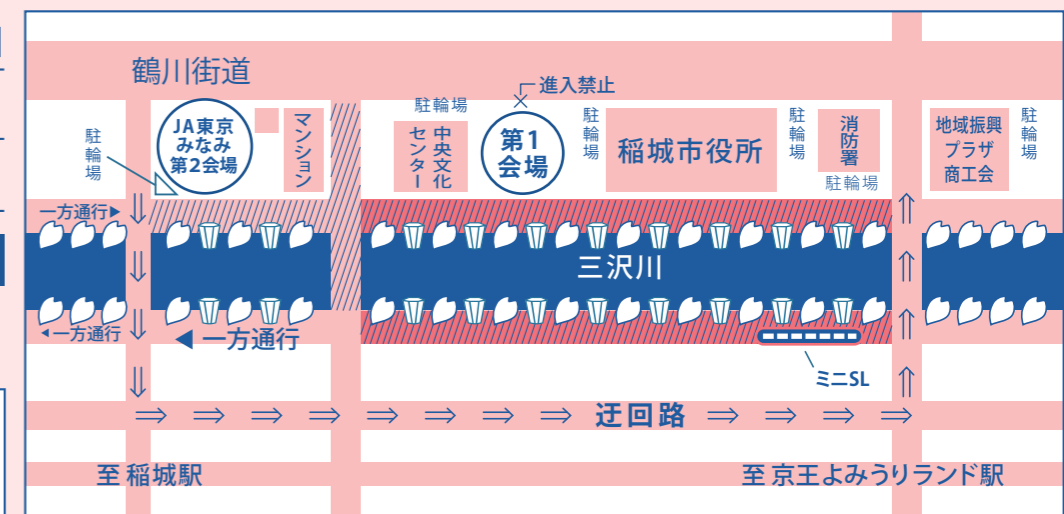 鶴川街道
進入禁止
駐輪場
JA東京
みなみ
第2会場
マンション
駐輪場
中央文化
センター
第1
会場
駐輪場
稲城市役所
駐輪場
消防署
駐輪場
地域振興
プラザ
商工会
駐輪場
一方通行▶
三沢川
◀一方通行
◀ 一方通行
ミニSL
迂回路
至 稲城駅
至 京王よみうりランド駅